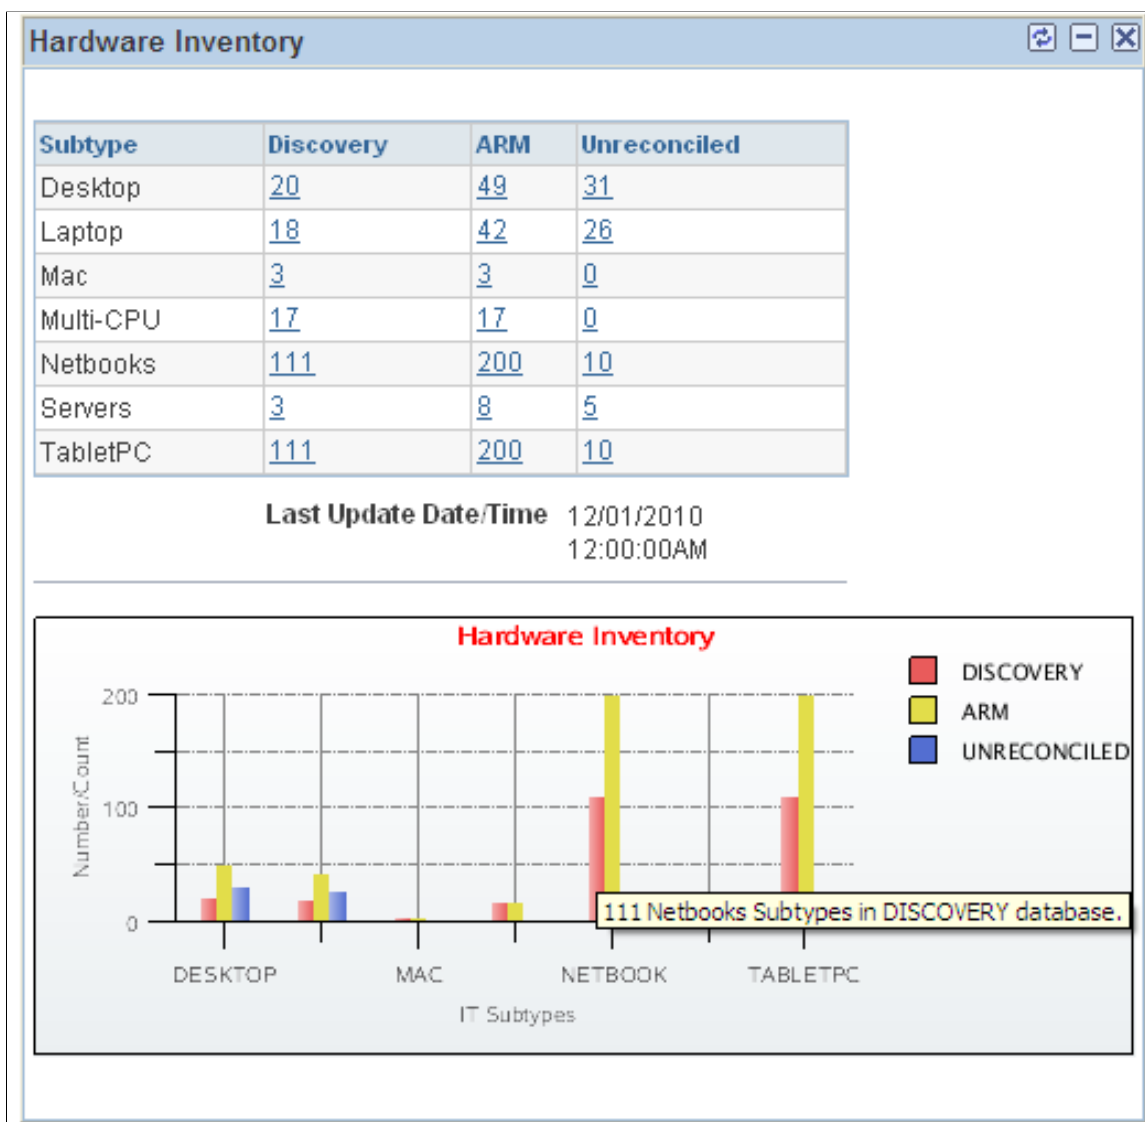 Hardware Inventory
Subtype Discovery ARM Unreconciled
Desktop 20 49 31
Laptop 18 42 26
Mac 3 3 0
Multi-CPU 17 17 0
Netbooks 111 200 10
Servers 3 8 5
TabletPC 111 200 10
Last Update Date/Time 12/01/2010
12:00:00AM
Hardware Inventory
DISCOVERY
ARM
UNRECONCILED
Number/Count
200
100
0
111 Netbooks Subtypes in DISCOVERY database.
DESKTOP MAC NETBOOK TABLETPC
IT Subtypes